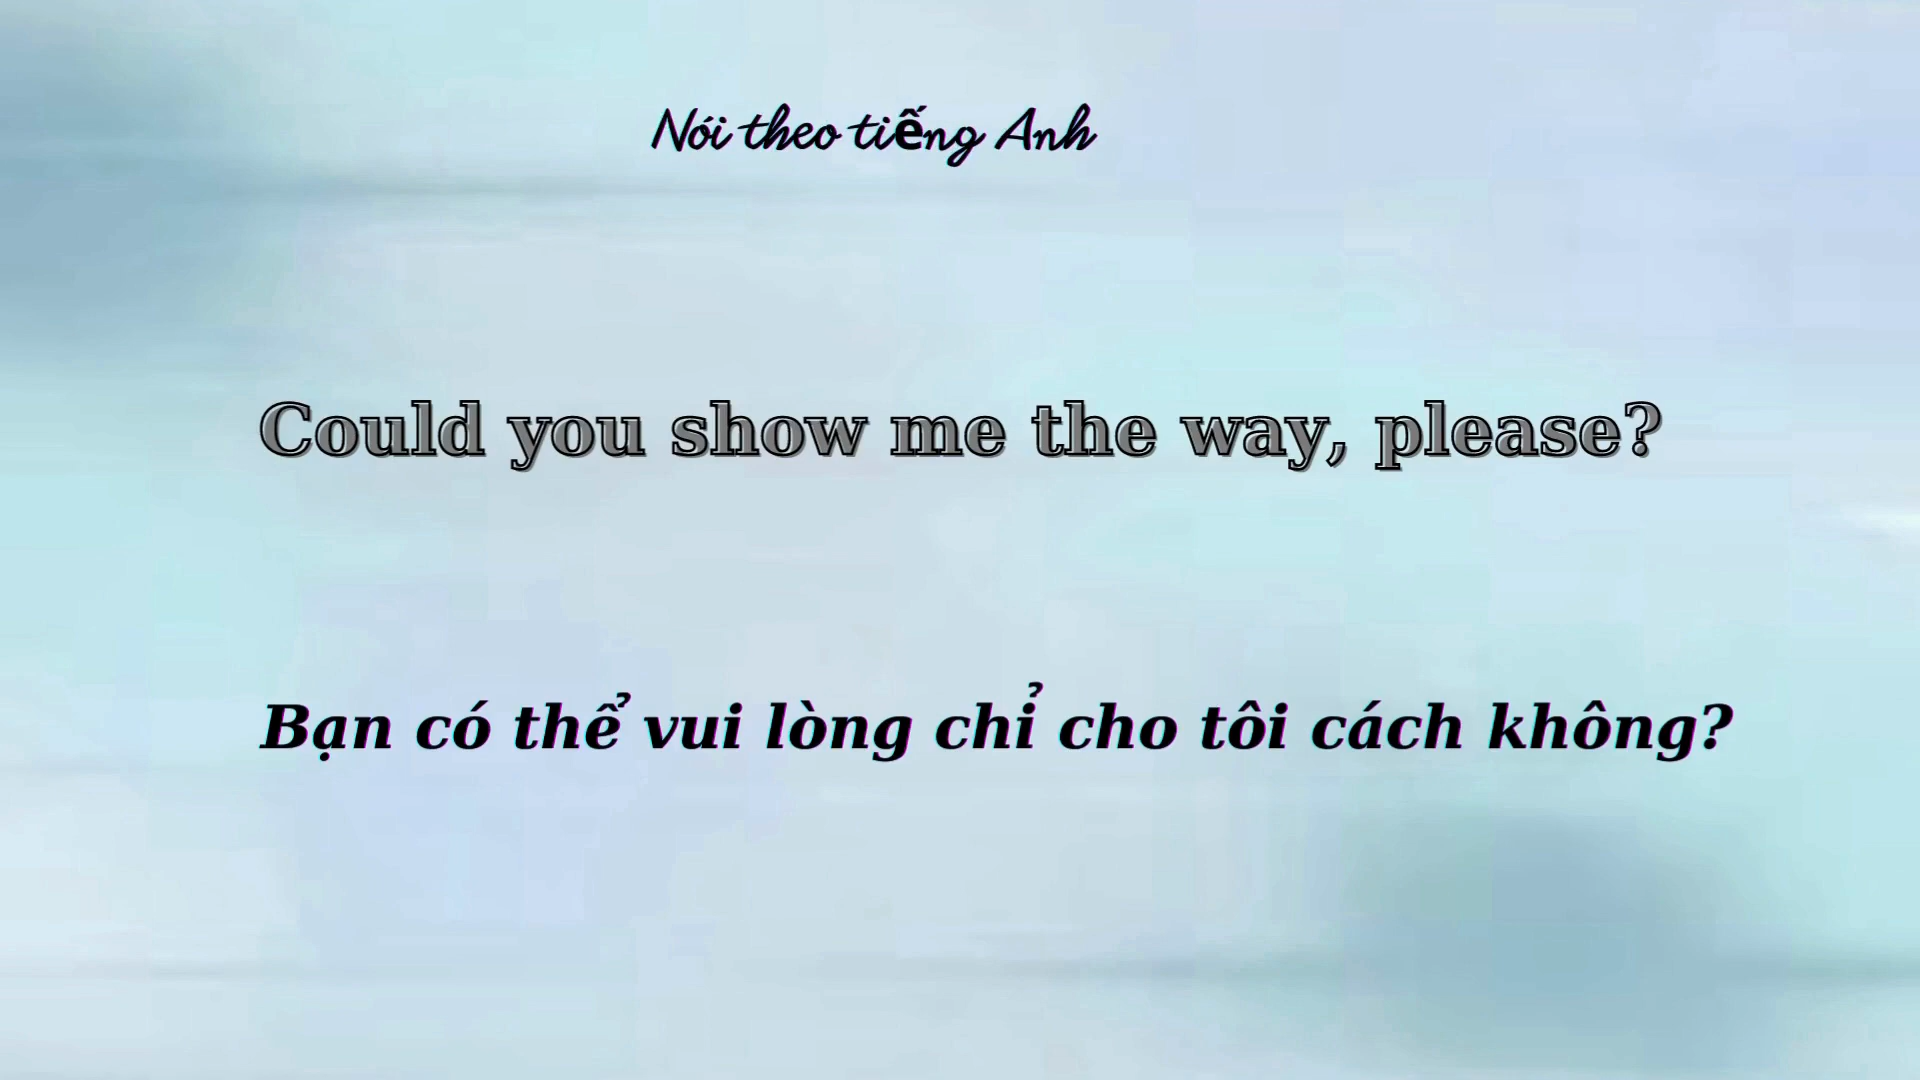 Nói theo tiếng Anh
Could you show me the way, please?
Bạn có thể vui lòng chỉ cho tôi cách không?